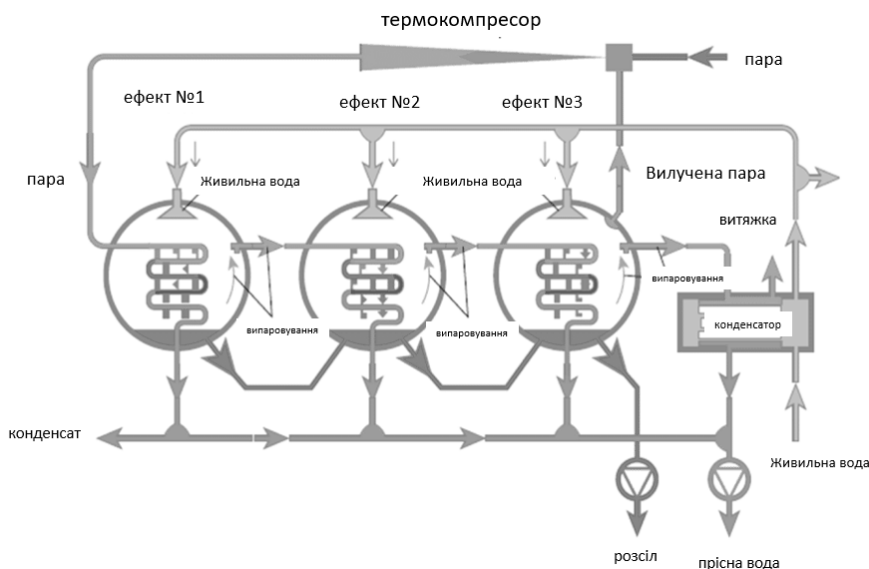 термокомпресор
пара
ефект №1
ефект №2
ефект №3
пара
Живильна вода
Живильна вода
Вилучена пара
витяжка
випаровування
випаровування
випаровування
конденсатор
конденсат
Живильна вода
розсіл
прісна вода